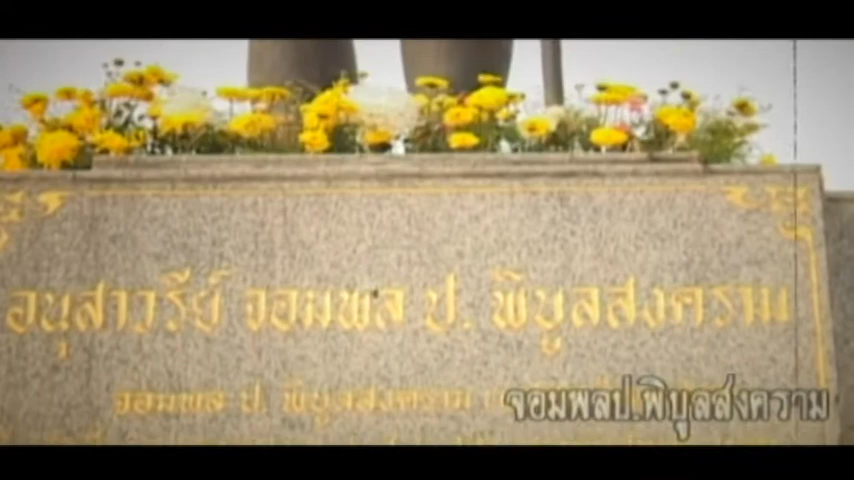 อนุสาวรีย์ จอมพล ป. พิบูลสงคราม
จอมพล ป. พิบูลสงคราม
จอมพลป.พิบูลสงคราม